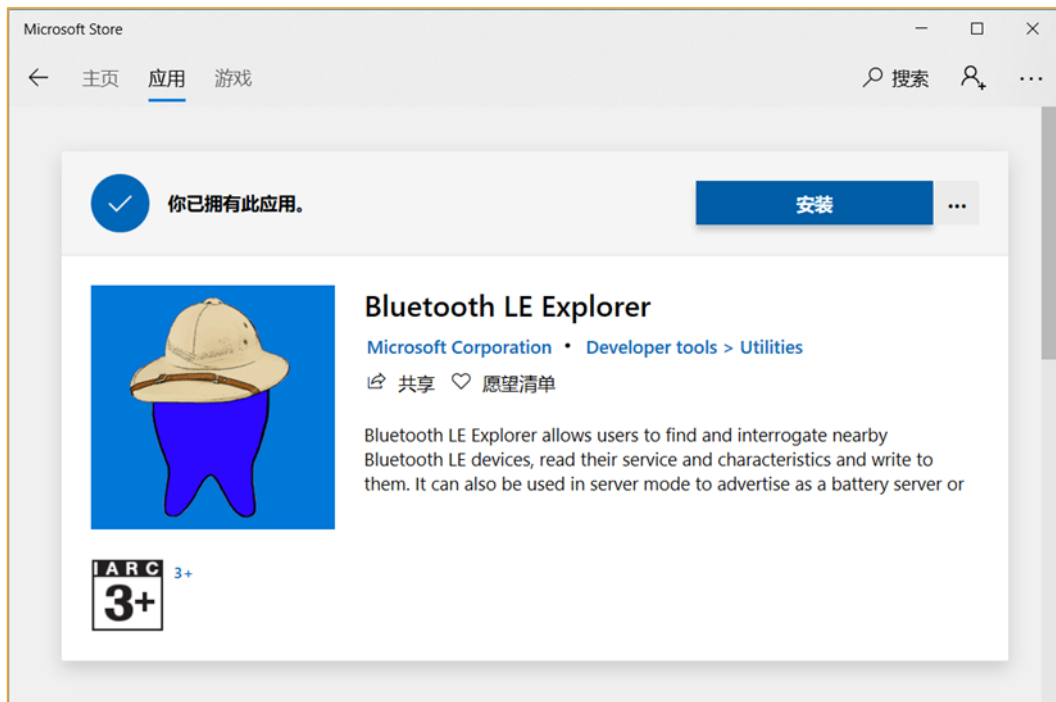 Microsoft Store
主页 应用 游戏 搜索
你已拥有此应用。 安装
Bluetooth LE Explorer
Microsoft Corporation • Developer tools > Utilities
共享 愿望清单
Bluetooth LE Explorer allows users to find and interrogate nearby
Bluetooth LE devices, read their service and characteristics and write to
them. It can also be used in server mode to advertise as a battery server or
IARC 3+
3+